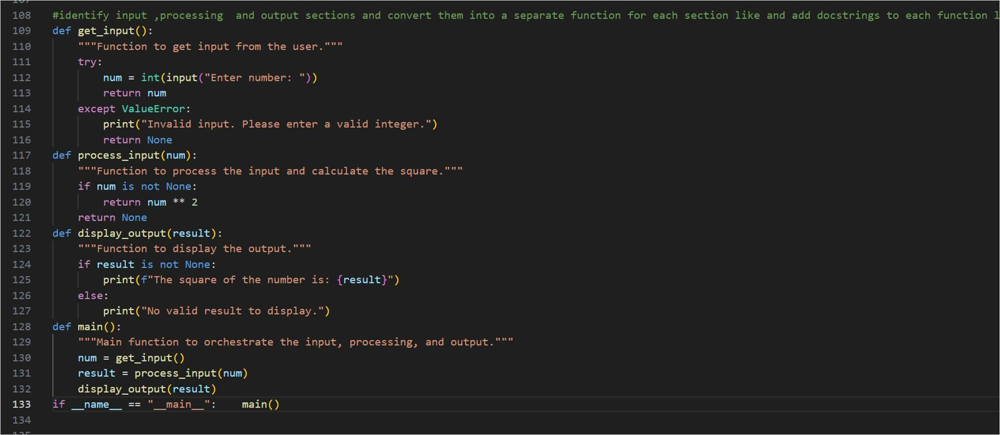 108 #identify input ,processing  and output sections and convert them into a separate function for each section like and add docstrings to each function
109 def get_input():
110     """Function to get input from the user."""
111     try:
112         num = int(input("Enter number: "))
113         return num
114     except ValueError:
115         print("Invalid input. Please enter a valid integer.")
116         return None
117 def process_input(num):
118     """Function to process the input and calculate the square."""
119     if num is not None:
120         return num ** 2
121     return None
122 def display_output(result):
123     """Function to display the output."""
124     if result is not None:
125         print(f"The square of the number is: {result}")
126     else:
127         print("No valid result to display.")
128 def main():
129     """Main function to orchestrate the input, processing, and output."""
130     num = get_input()
131     result = process_input(num)
132     display_output(result)
133 if __name__ == "__main__":    main()
134